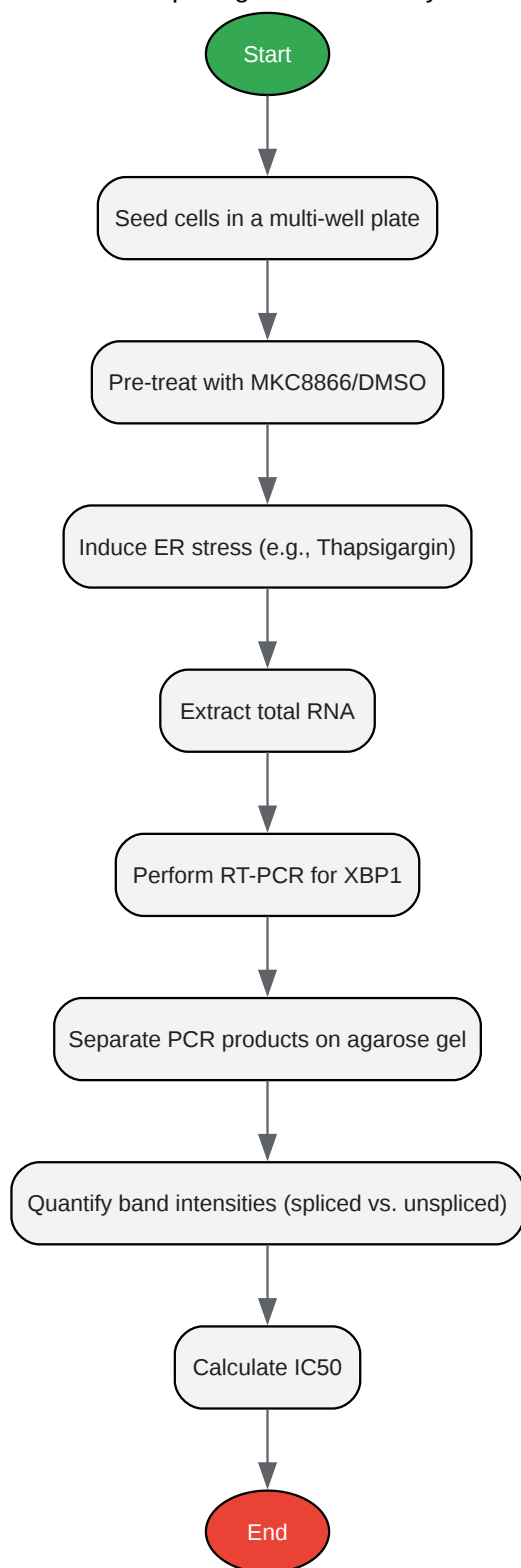 Start
Seed cells in a multi-well plate
Pre-treat with MKC8866/DMSO
Induce ER stress (e.g., Thapsigargin)
Extract total RNA
Perform RT-PCR for XBP1
Separate PCR products on agarose gel
Quantify band intensities (spliced vs. unspliced)
Calculate IC50
End